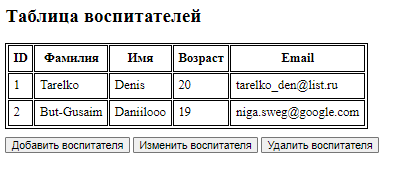 Таблица воспитателей
ID Фамилия Имя Возраст Email
1 Tarelko Denis 20 tarelko_den@list.ru
2 But-Gusaim Daniilooo 19 niga.sweg@google.com
Добавить воспитателя Изменить воспитателя Удалить воспитателя